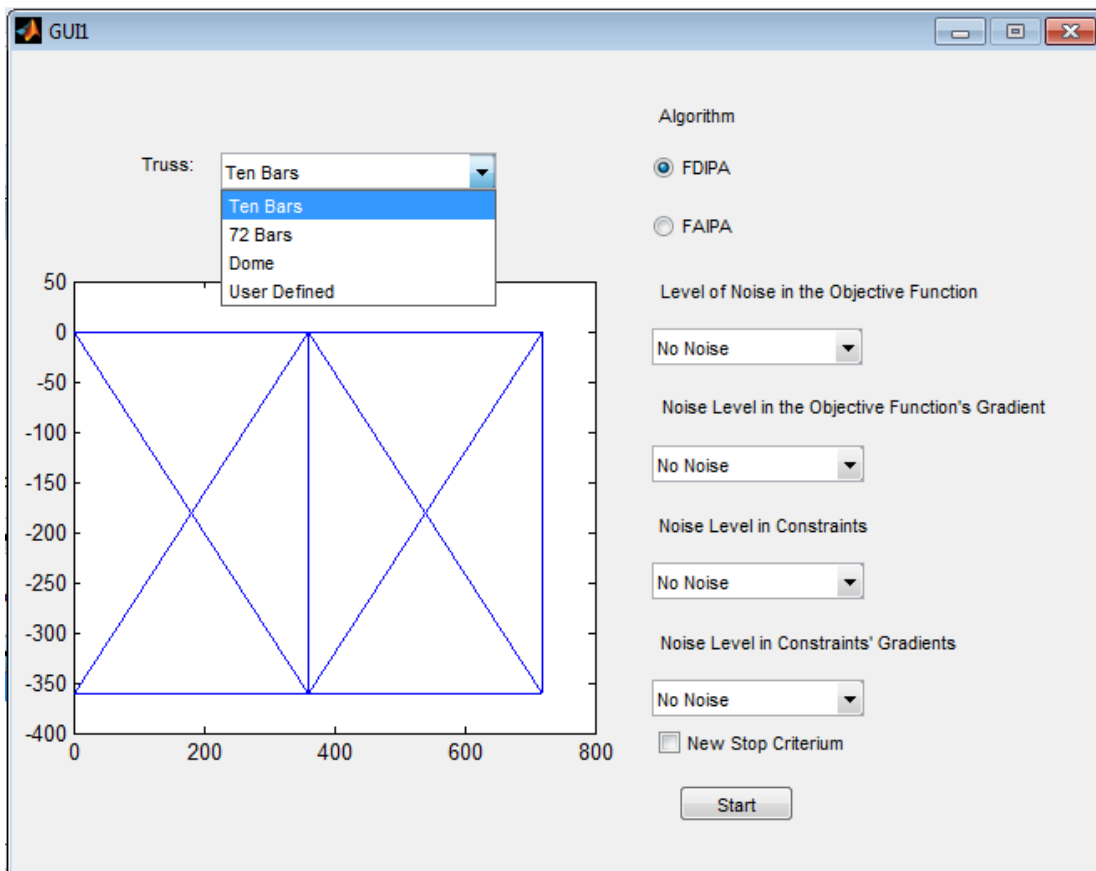 GUI1
Truss:
Ten Bars
Ten Bars
72 Bars
Dome
User Defined
50
0
-50
-100
-150
-200
-250
-300
-350
-400
0
200
400
600
800
Algorithm
FDIPA
FAIPA
Level of Noise in the Objective Function
No Noise
Noise Level in the Objective Function's Gradient
No Noise
Noise Level in Constraints
No Noise
Noise Level in Constraints' Gradients
No Noise
New Stop Criterium
Start